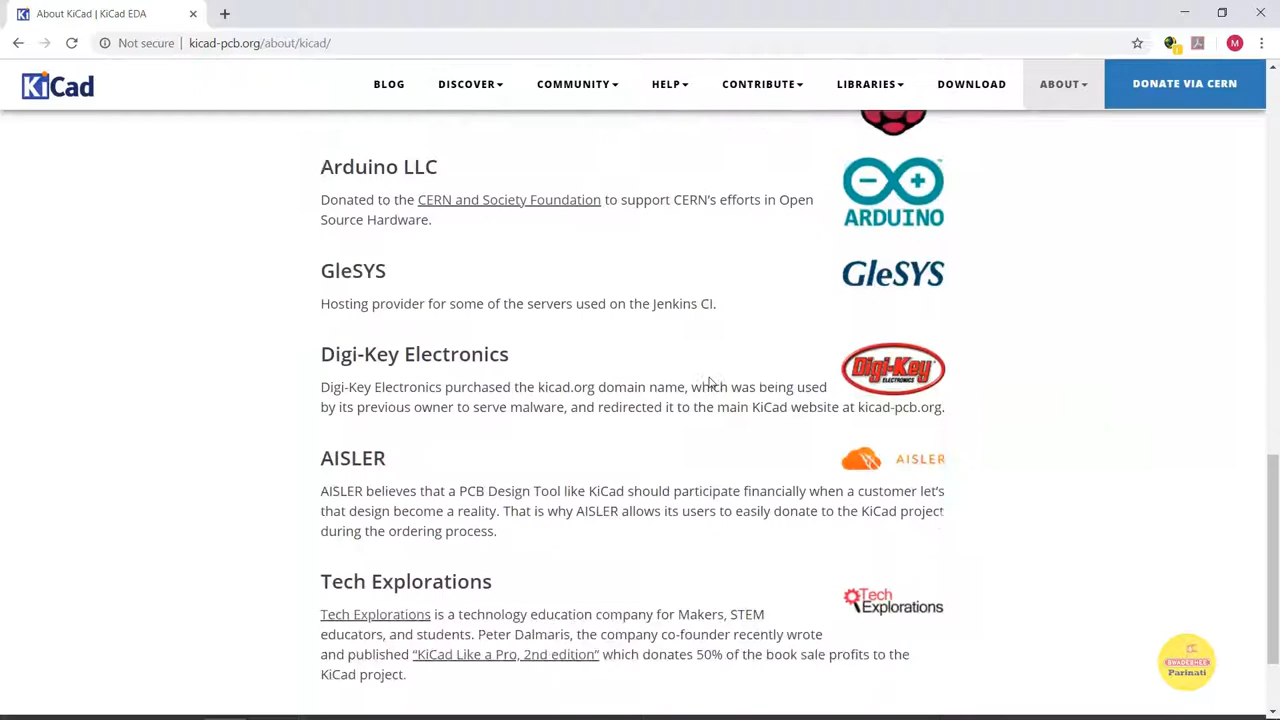 About KiCad | KiCad EDA
Not secure
kicad-pcb.org/about/kicad/
M
KiCad
BLOG
DISCOVER
COMMUNITY
HELP
CONTRIBUTE
LIBRARIES
DOWNLOAD
ABOUT
DONATE VIA CERN
Arduino LLC
Donated to the CERN and Society Foundation to support CERN's efforts in Open
Source Hardware.
ARDUINO
GleSYS
GleSYS
Hosting provider for some of the servers used on the Jenkins CI.
Digi-Key Electronics
Digi-Key
ELECTRONICS
Digi-Key Electronics purchased the kicad.org domain name, which was being used
by its previous owner to serve malware, and redirected it to the main KiCad website at kicad-pcb.org.
AISLER
AISLER
AISLER believes that a PCB Design Tool like KiCad should participate financially when a customer let's
that design become a reality. That is why AISLER allows its users to easily donate to the KiCad project
during the ordering process.
Tech Explorations
Tech
Explorations
Tech Explorations is a technology education company for Makers, STEM
educators, and students. Peter Dalmaris, the company co-founder recently wrote
and published “KiCad Like a Pro, 2nd edition” which donates 50% of the book sale profits to the
KiCad project.
SWADESHEE
Parinati